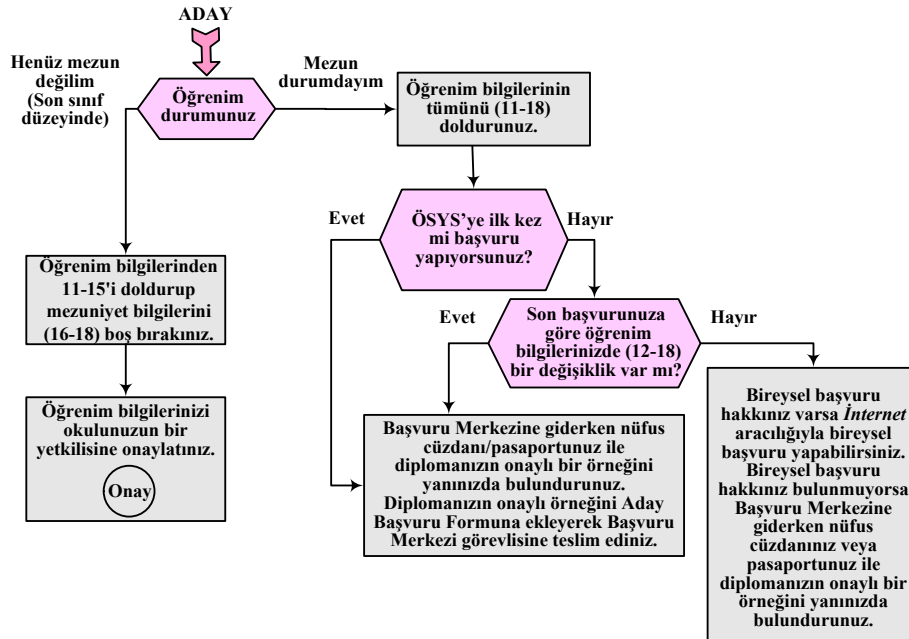 ADAY
Henüz mezun
değilim
(Son sınıf
düzeyinde)
Öğrenim
durumunuz
Mezun
durumdayım
Öğrenim bilgilerinin
tümünü (11-18)
doldurunuz.
Evet
ÖSYS’ye ilk kez
mi başvuru
yapıyorsunuz?
Hayır
Öğrenim bilgilerinden
11-15'i doldurup
mezuniyet bilgilerini
(16-18) boş bırakınız.
Evet
Son başvurunuza
göre öğrenim
bilgilerinizde (12-18)
bir değişiklik var mı?
Hayır
Öğrenim bilgilerinizi
okulunuzun bir
yetkilisine onaylatınız.
Onay
Başvuru Merkezine giderken nüfus
cüzdanı/pasaportunuz ile
diplomanızın onaylı bir örneğini
yanınızda bulundurunuz.
Diplomanızın onaylı örneğini Aday
Başvuru Formuna ekleyerek Başvuru
Merkezi görevlisine teslim ediniz.
Bireysel başvuru
hakkınız varsa İnternet
aracılığıyla bireysel
başvuru yapabilirsiniz.
Bireysel başvuru
hakkınız bulunmuyorsa
Başvuru Merkezine
giderken nüfus
cüzdanınız veya
pasaportunuz ile
diplomanızın onaylı bir
örneğini yanınızda
bulundurunuz.